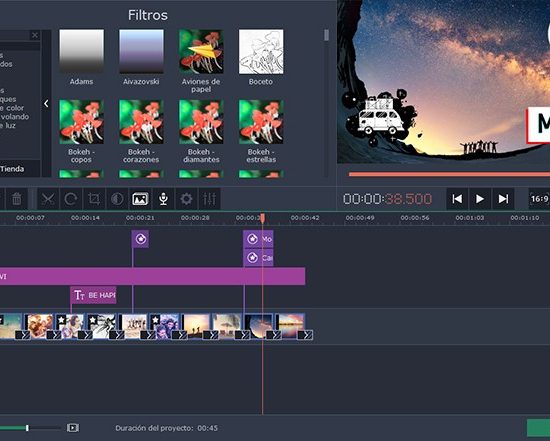 Filtros
dos
ques
e color
volando
e luz
Tienda
Adams
Aivazovski
Aviones de
papel
Boceto
Bokeh -
copos
Bokeh -
corazones
Bokeh -
diamantes
Bokeh -
estrellas
M
00:00:38.500
16:9
00:00:07
00:00:14
00:00:21
00:00:28
00:00:3
00:00:42
00:00:49
00:00:56
00:01:03
00:01:10
Mo
Ca
VI
BE HAPP
Duración del proyecto: 00:45